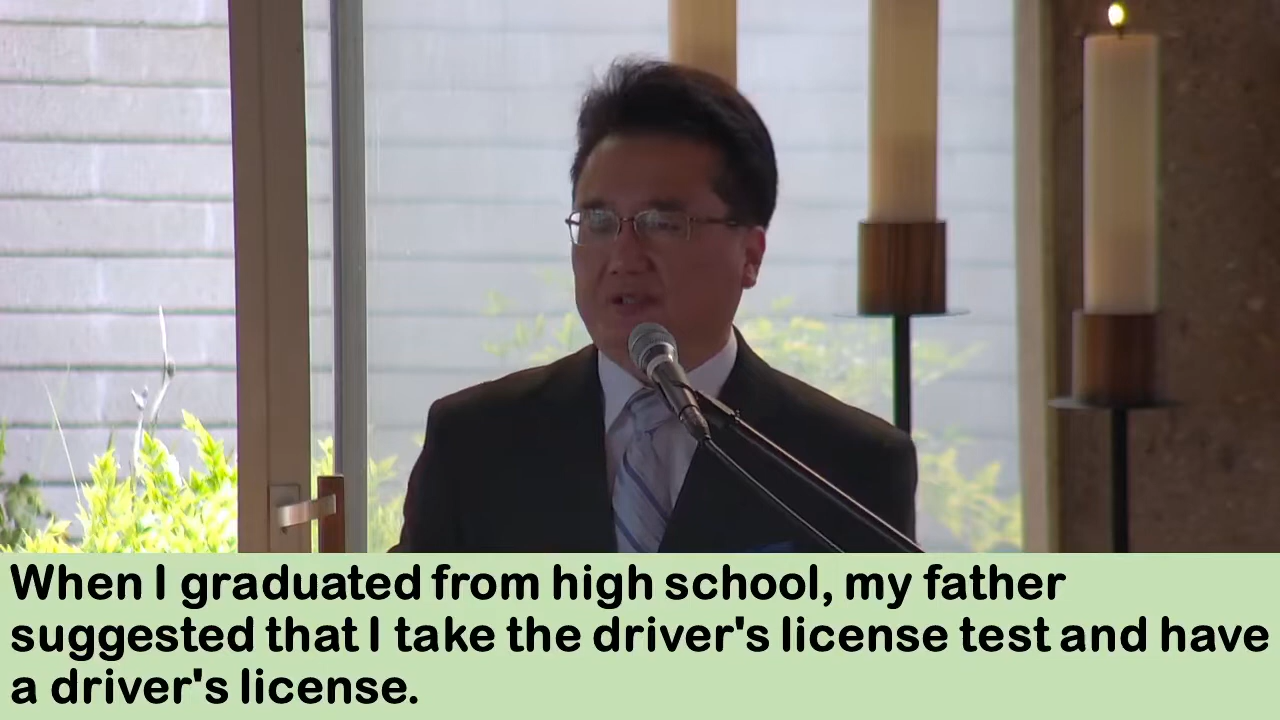 When I graduated from high school, my father
suggested that I take the driver's license test and have
a driver's license.